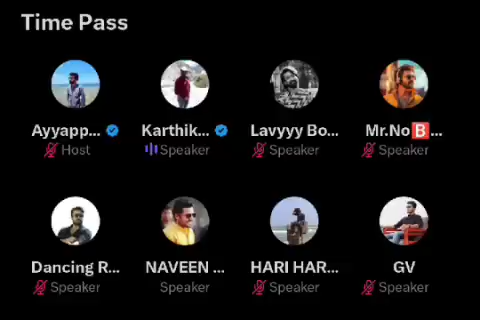 Time Pass
Ayyapp... Karthik... Lavyyy Bo... Mr.No🅱️...
Host Speaker Speaker Speaker
Dancing R... NAVEEN ... HARI HAR... GV
Speaker Speaker Speaker Speaker